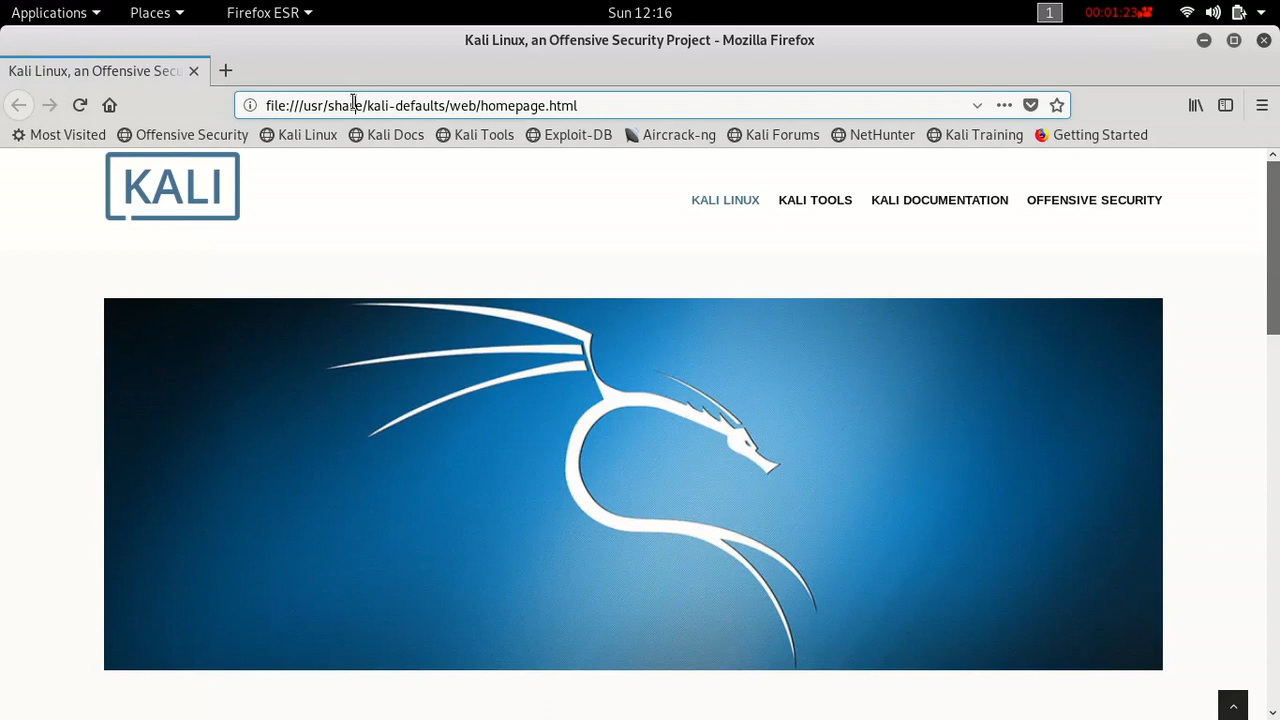 Applications Places Firefox ESR Sun 12:16 1 00:01:23
Kali Linux, an Offensive Security Project - Mozilla Firefox
Kali Linux, an Offensive Secu
file:///usr/share/kali-defaults/web/homepage.html
Most Visited Offensive Security Kali Linux Kali Docs Kali Tools Exploit-DB Aircrack-ng Kali Forums NetHunter Kali Training Getting Started
KALI
KALI LINUX KALI TOOLS KALI DOCUMENTATION OFFENSIVE SECURITY